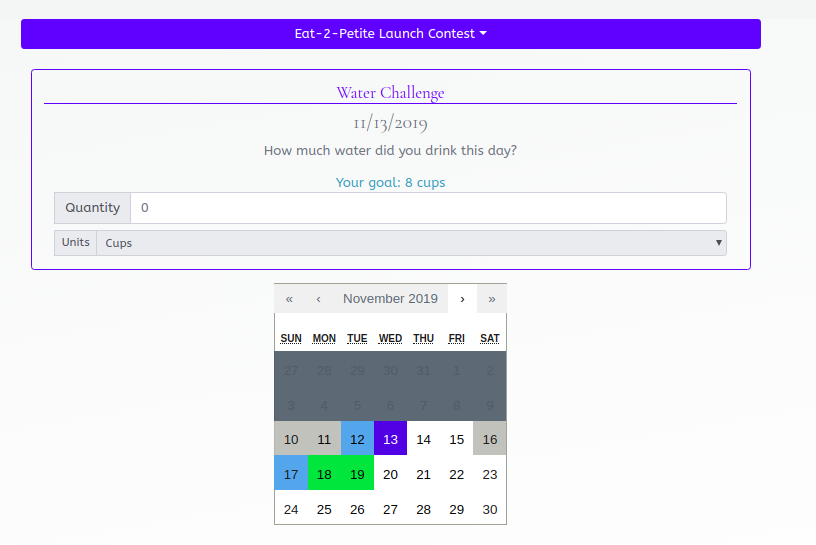 Eat-2-Petite Launch Contest
Water Challenge
11/13/2019
How much water did you drink this day?
Your goal: 8 cups
Quantity 0
Units Cups
« ‹ November 2019 › »
SUN MON TUE WED THU FRI SAT
27 28 29 30 31 1 2
3 4 5 6 7 8 9
10 11 12 13 14 15 16
17 18 19 20 21 22 23
24 25 26 27 28 29 30